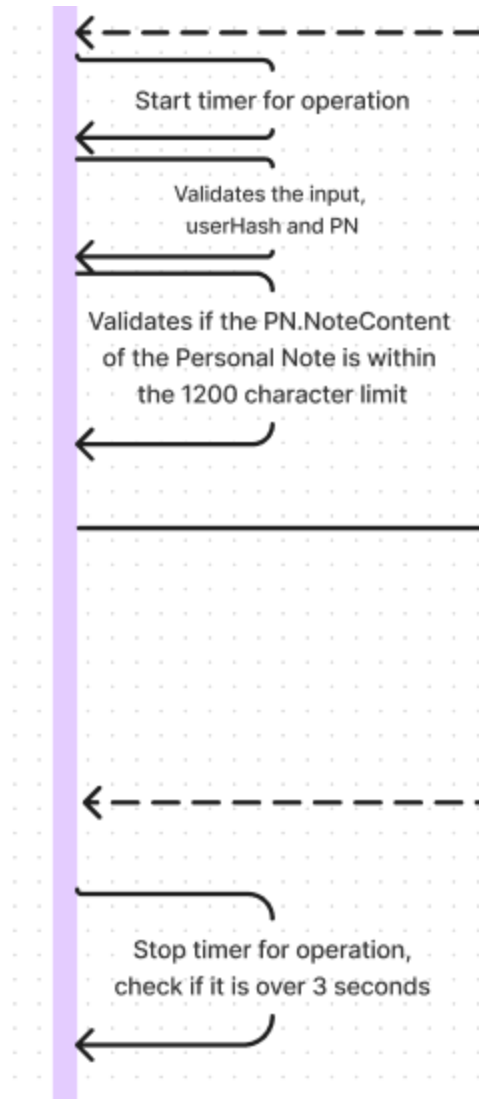 Start timer for operation
Validates the input,
userHash and PN
Validates if the PN.NoteContent
of the Personal Note is within
the 1200 character limit
Stop timer for operation,
check if it is over 3 seconds